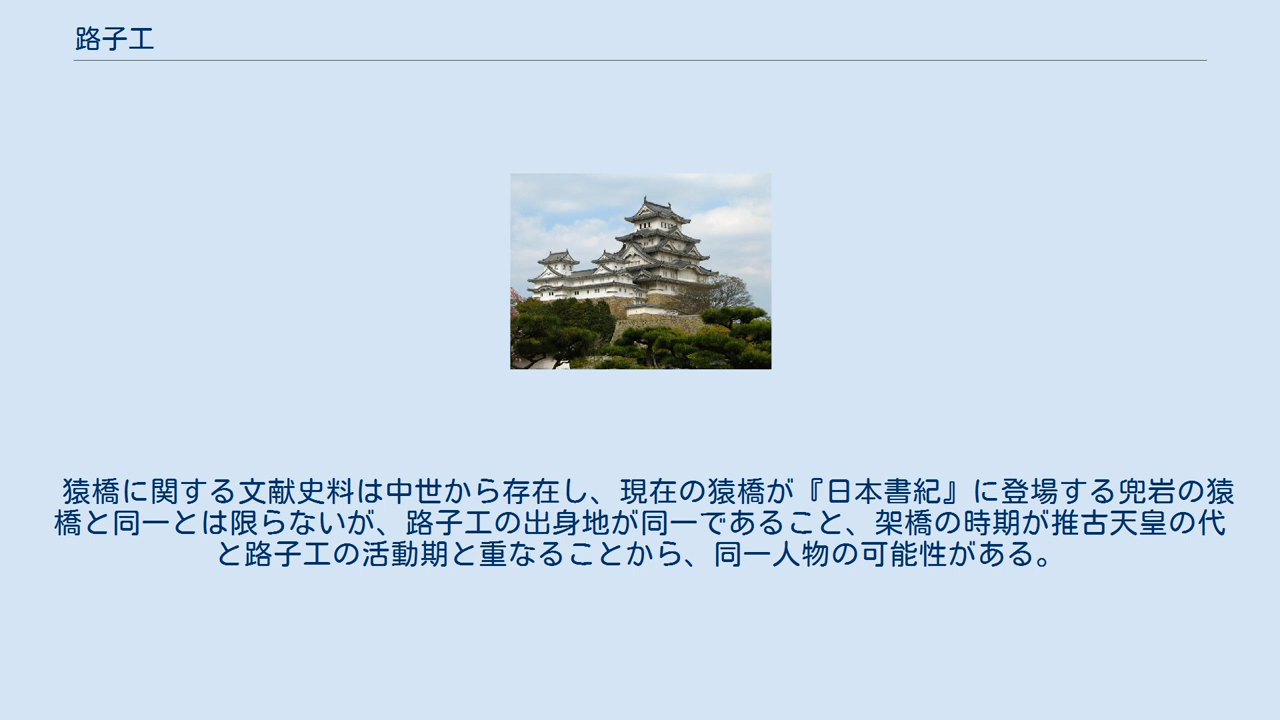 路子工
猿橋に関する文献史料は中世から存在し、現在の猿橋が『日本書紀』に登場する兜岩の猿
橋と同一とは限らないが、路子工の出身地が同一であること、架橋の時期が推古天皇の代
と路子工の活動期と重なることから、同一人物の可能性がある。